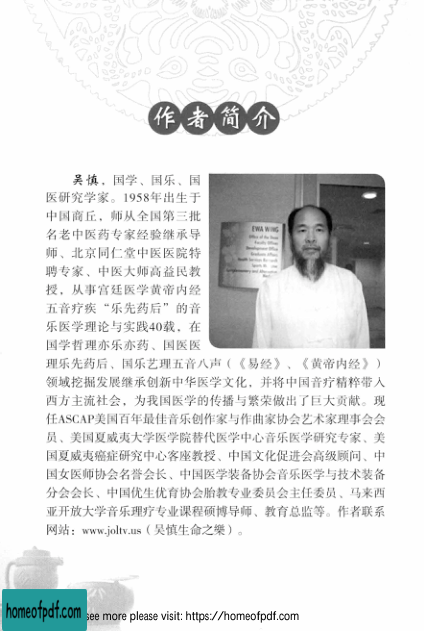 作者简介
吴慎，国学、国乐、国
医研究学家。1958年出生于
中国商丘，师从全国第三批
名老中医药专家经验继承导
师、北京同仁堂中医医院特
聘专家、中医大师高益民教
授，从事宫廷医学黄帝内经
五音疗疾“乐先药后”的音
乐医学理论与实践40载，在
国学哲理亦乐亦药、国医医
理乐先药后、国乐艺理五音八声（《易经》、《黄帝内经》）
领域挖掘发展继承创新中华医学文化，并将中国音疗精粹带入
西方主流社会，为我国医学的传播与繁荣做出了巨大贡献。现
任ASCAP美国百年最佳音乐创作家与作曲家协会艺术家理事会会
员、美国夏威夷大学医学院替代医学中心音乐医学研究专家、美
国夏威夷癌症研究中心客座教授、中国文化促进会高级顾问、中
国女医师协会名誉会长、中国医学装备协会音乐医学与技术装备
分会会长、中国优生优育协会胎教专业委员会主任委员、马来西
亚开放大学音乐理疗专业课程硕博导师、教育总监等。作者联系
网站：www.joltv.us（吴慎生命之樂）。
EWA WING
Office of the Dean
Faculty Offices
Development Office
Graduate Affairs
homeofpdf.com
see more please visit: https://homeofpdf.com